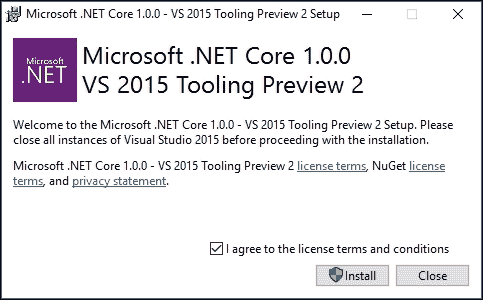 Microsoft .NET Core 1.0.0 - VS 2015 Tooling Preview 2 Setup
Microsoft
.NET
Microsoft .NET Core 1.0.0
VS 2015 Tooling Preview 2
Welcome to the Microsoft .NET Core 1.0.0 - VS 2015 Tooling Preview 2 Setup. Please
close all instances of Visual Studio 2015 before proceeding with the installation.
Microsoft .NET Core 1.0.0 - VS 2015 Tooling Preview 2 license terms, NuGet license
terms, and privacy statement.
I agree to the license terms and conditions
Install
Close